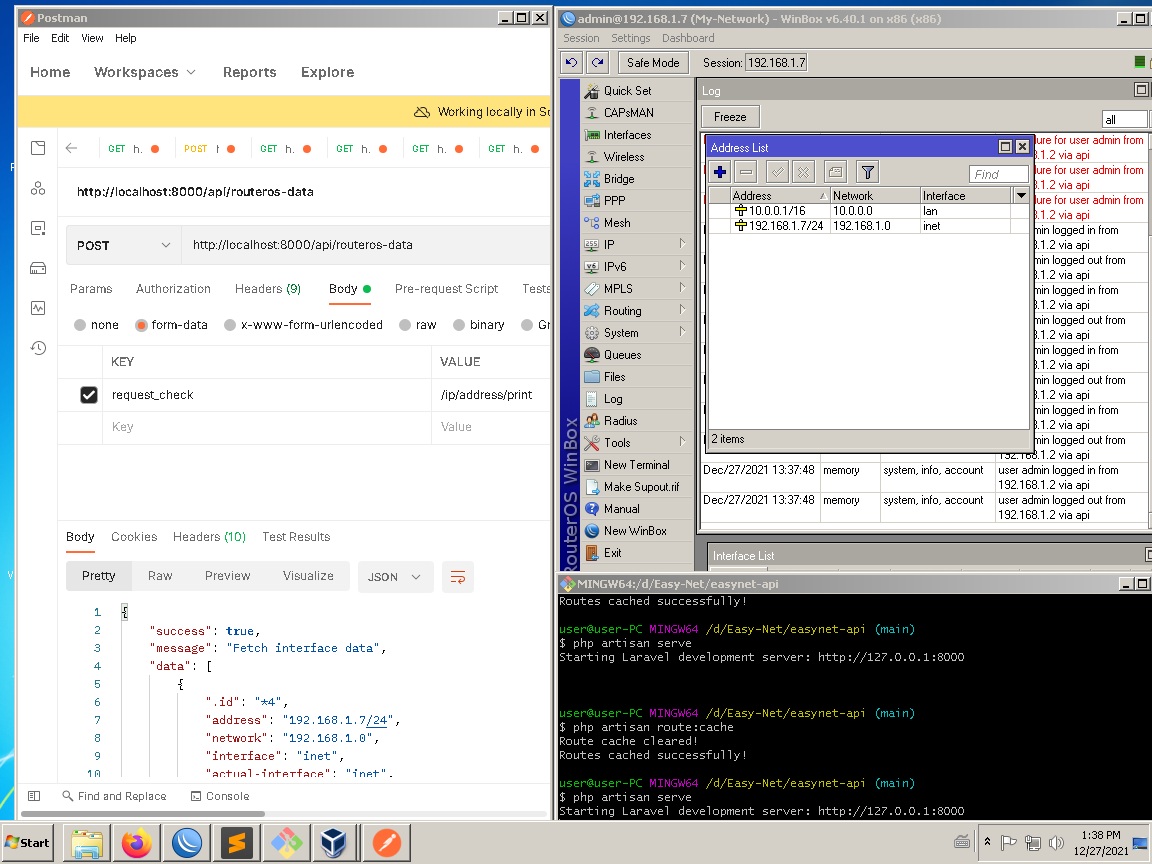 Postman
File Edit View Help
Home Workspaces Reports Explore
Working locally in Sc
GET h. POST h GET h. GET h. GET h. GET h.
http://localhost:8000/api/routeros-data
POST http://localhost:8000/api/routeros-data
Params Authorization Headers (9) Body Pre-request Script Tests
none form-data x-www-form-urlencoded raw binary Gr
KEY VALUE
request_check /ip/address/print
Key Value
Body Cookies Headers (10) Test Results
Pretty Raw Preview Visualize JSON
1 {
2 "success": true,
3 "message": "Fetch interface data",
4 "data": [
5 {
6 ".id": "*4",
7 "address": "192.168.1.7/24",
8 "network": "192.168.1.0",
9 "interface": "inet",
10 "actual-interface": "inet",
Find and Replace Console
admin@192.168.1.7 (My-Network) - WinBox v6.40.1 on x86 (x86)
Session Settings Dashboard
Safe Mode Session: 192.168.1.7
RouterOS WinBox
Quick Set
CAPsMAN
Interfaces
Wireless
Bridge
PPP
Mesh
IP
IPv6
MPLS
Routing
System
Queues
Files
Log
Radius
Tools
New Terminal
Make Supout.rif
Manual
New WinBox
Exit
Log
Freeze
all
lure for user admin from
3.1.2 via api
lure for user admin from
3.1.2 via api
lure for user admin from
3.1.2 via api
min logged in from
3.1.2 via api
min logged out from
3.1.2 via api
min logged in from
3.1.2 via api
min logged out from
3.1.2 via api
min logged in from
3.1.2 via api
min logged out from
3.1.2 via api
min logged in from
3.1.2 via api
min logged out from
192.168.1.2 via api
Dec/27/2021 13:37:48 memory system, info, account user admin logged in from
192.168.1.2 via api
Dec/27/2021 13:37:48 memory system, info, account user admin logged out from
192.168.1.2 via api
Address List
Find
Address Network Interface
10.0.0.1/16 10.0.0.0 lan
192.168.1.7/24 192.168.1.0 inet
2 items
Interface List
MINGW64:/d/Easy-Net/easynet-api
Routes cached successfully!
user@user-PC MINGW64 /d/Easy-Net/easynet-api (main)
$ php artisan serve
Starting Laravel development server: http://127.0.0.1:8000
user@user-PC MINGW64 /d/Easy-Net/easynet-api (main)
$ php artisan route:cache
Route cache cleared!
Routes cached successfully!
user@user-PC MINGW64 /d/Easy-Net/easynet-api (main)
$ php artisan serve
Starting Laravel development server: http://127.0.0.1:8000
Start
1:38 PM
12/27/2021